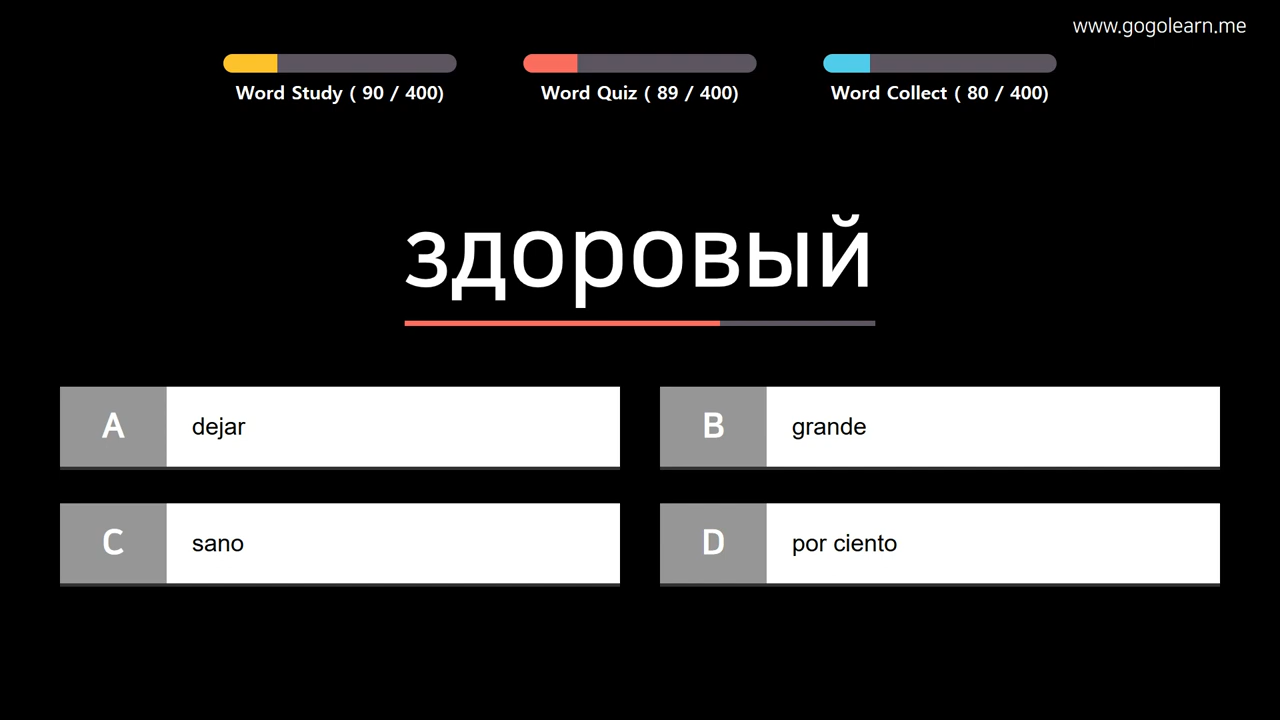 www.gogolearn.me
Word Study ( 90 / 400)
Word Quiz ( 89 / 400)
Word Collect ( 80 / 400)
здоровый
A dejar
B grande
C sano
D por ciento